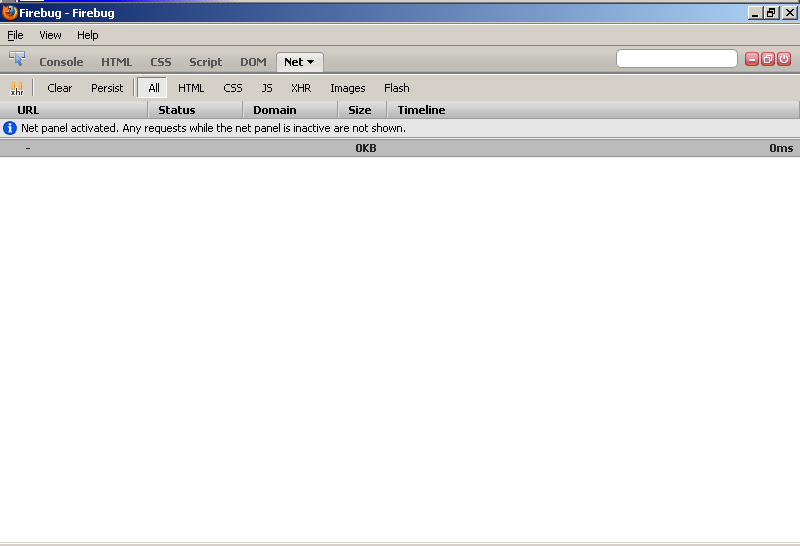 Firebug - Firebug
File View Help
Console HTML CSS Script DOM Net
xhr Clear Persist All HTML CSS JS XHR Images Flash
URL Status Domain Size Timeline
Net panel activated. Any requests while the net panel is inactive are not shown.
- 0KB 0ms